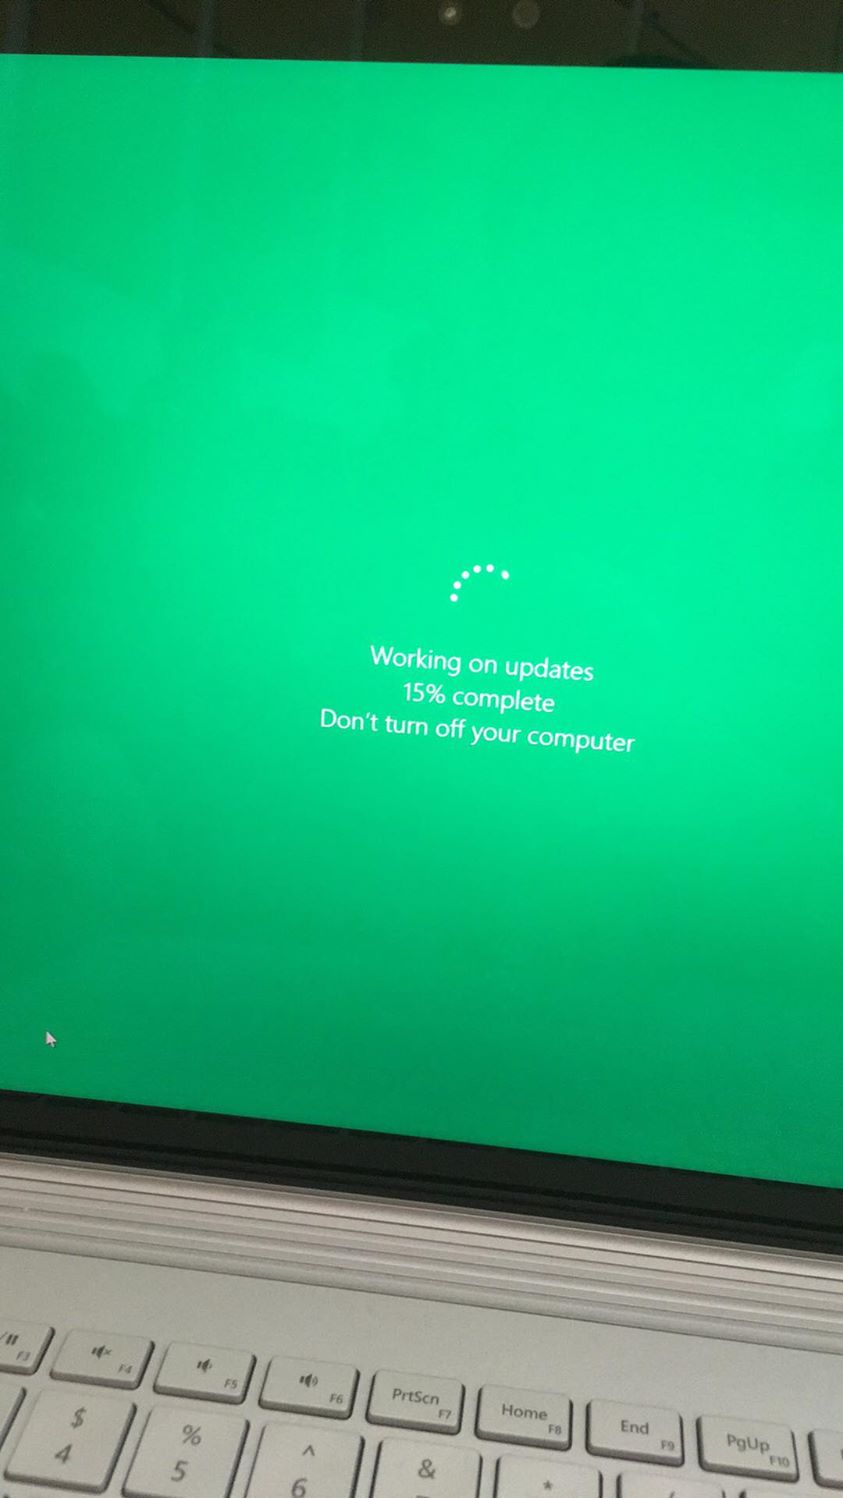 Working on updates
15% complete
Don't turn off your computer
F3
F4
F5
F6
PrtScn
F7
Home
F8
End
F9
PgUp
F10
$
4
%
5
^
6
&
*